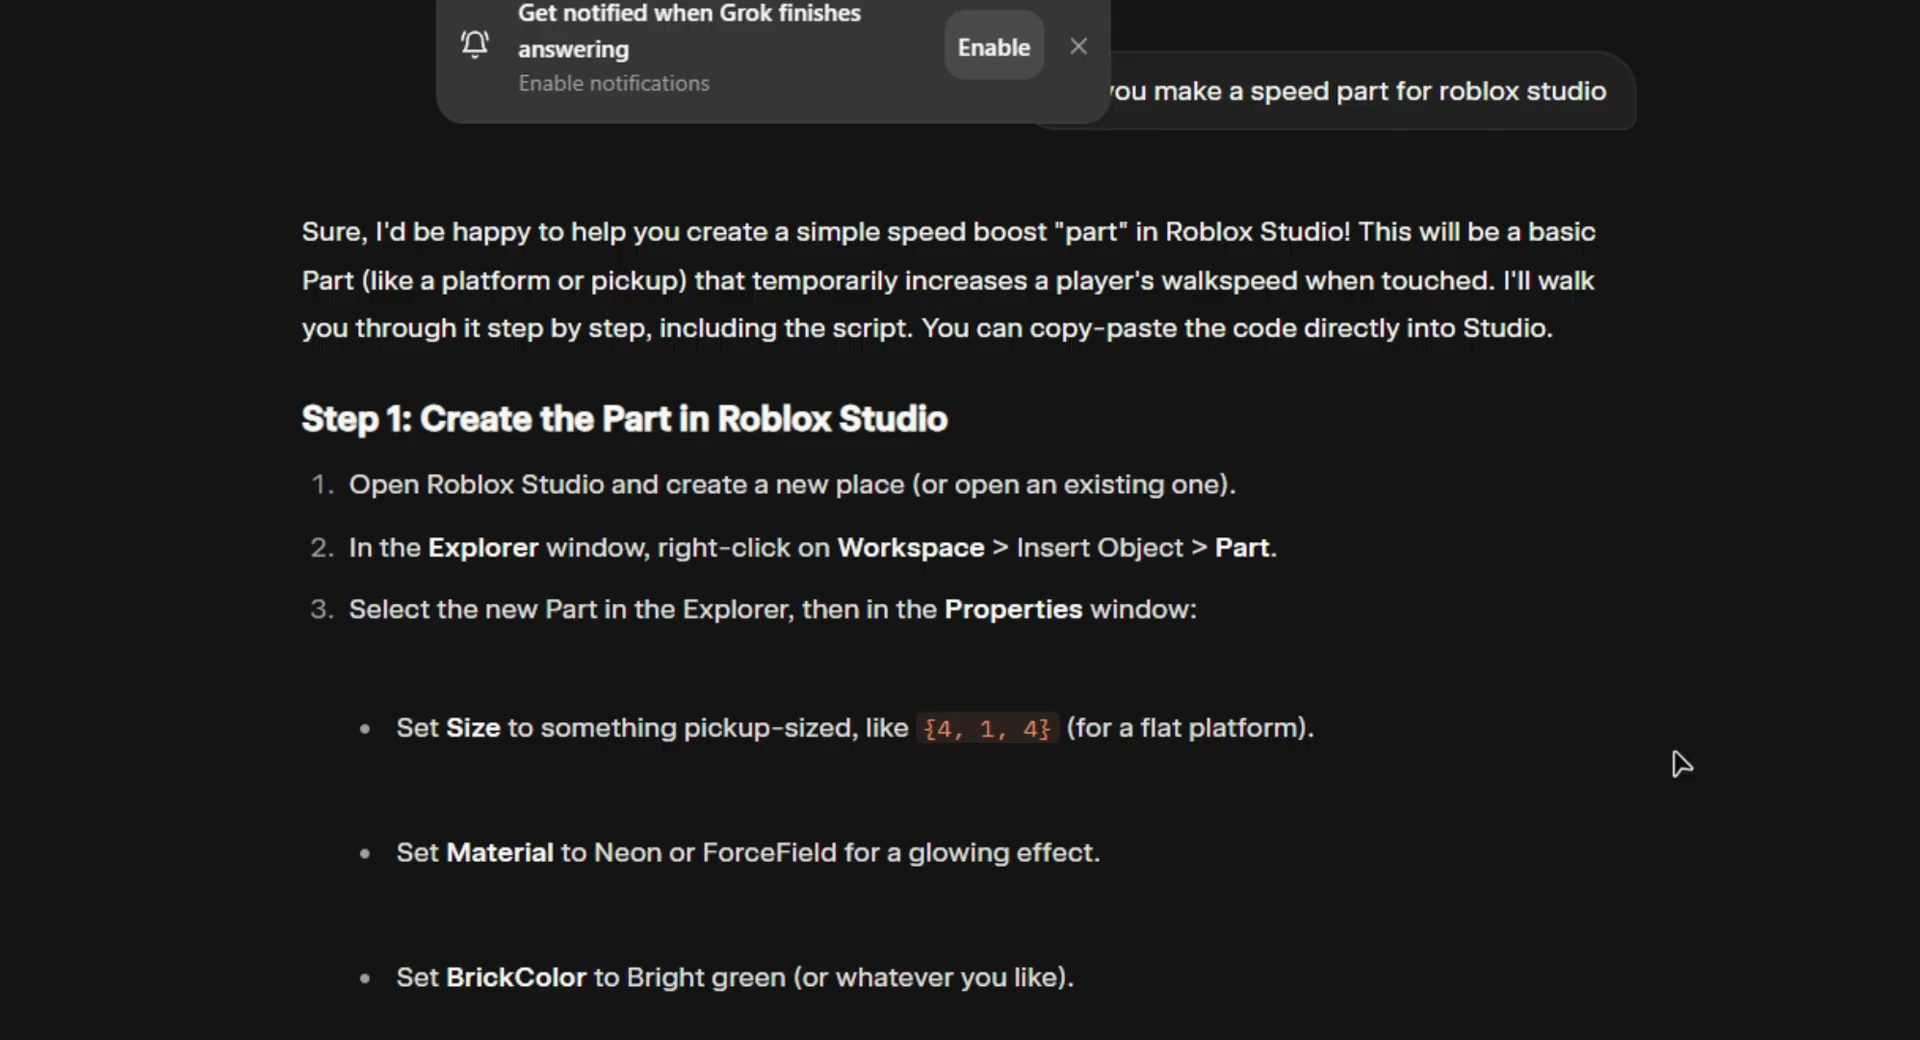 Get notified when Grok finishes
answering
Enable notifications
Enable
you make a speed part for roblox studio
Sure, I'd be happy to help you create a simple speed boost "part" in Roblox Studio! This will be a basic
Part (like a platform or pickup) that temporarily increases a player's walkspeed when touched. I'll walk
you through it step by step, including the script. You can copy-paste the code directly into Studio.
Step 1: Create the Part in Roblox Studio
1. Open Roblox Studio and create a new place (or open an existing one).
2. In the Explorer window, right-click on Workspace > Insert Object > Part.
3. Select the new Part in the Explorer, then in the Properties window:
• Set Size to something pickup-sized, like {4, 1, 4} (for a flat platform).
• Set Material to Neon or ForceField for a glowing effect.
• Set BrickColor to Bright green (or whatever you like).